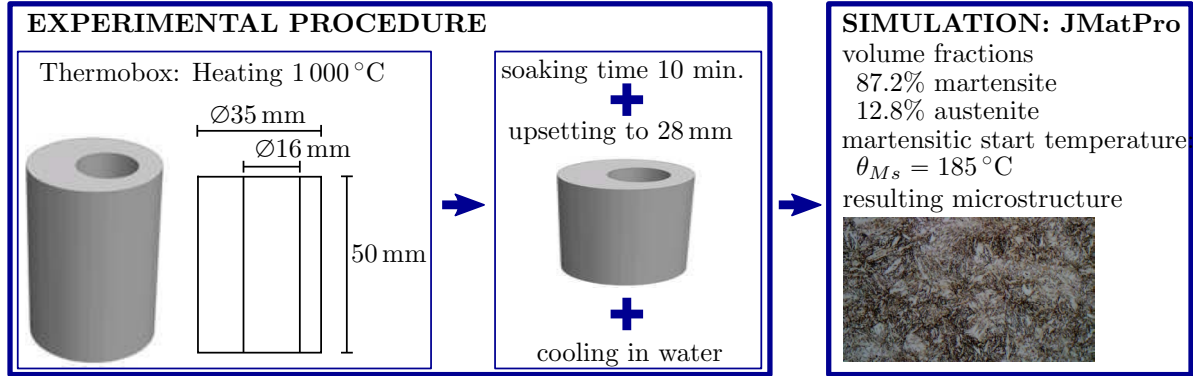 EXPERIMENTAL PROCEDURE
Thermobox: Heating 1 000 °C
∅35 mm
∅16 mm
50 mm
soaking time 10 min.
+
upsetting to 28 mm
+
cooling in water
SIMULATION: JMatPro
volume fractions
87.2% martensite
12.8% austenite
martensitic start temperature
θMs = 185 °C
resulting microstructure